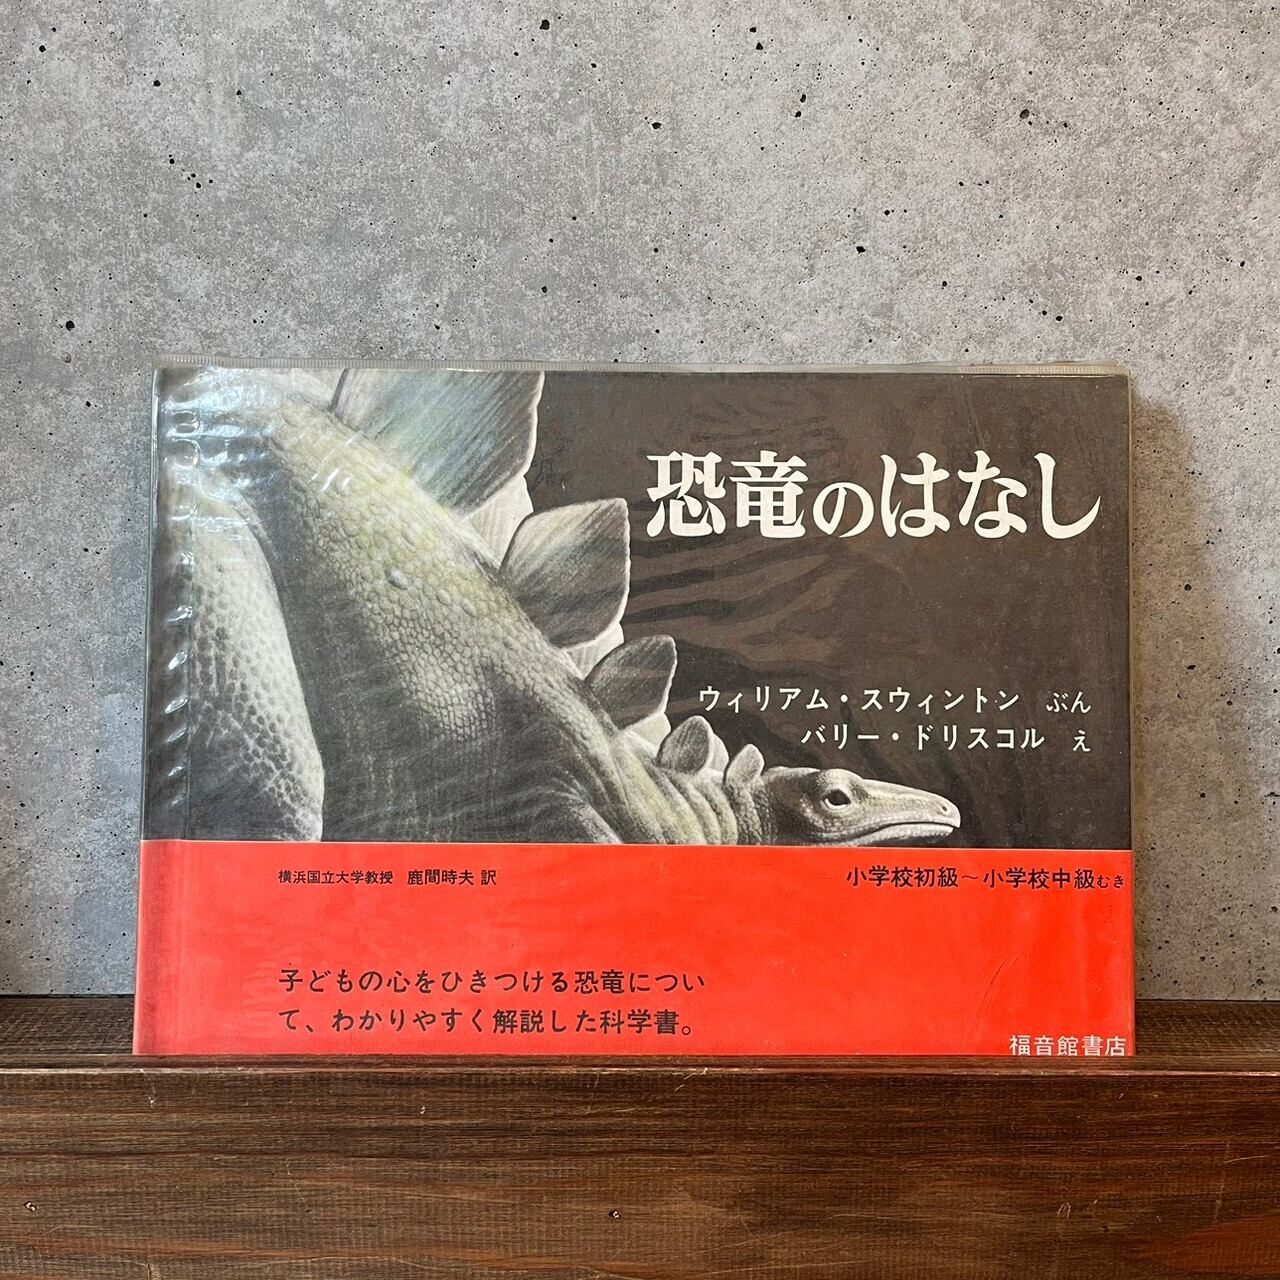 恐竜のはなし
ウィリアム・スウィントン ぶん
バリー・ドリスコル え
横浜国立大学教授 鹿間時夫 訳
小学校初級〜小学校中級むき
子どもの心をひきつける恐竜につい
て、わかりやすく解説した科学書。
福音館書店